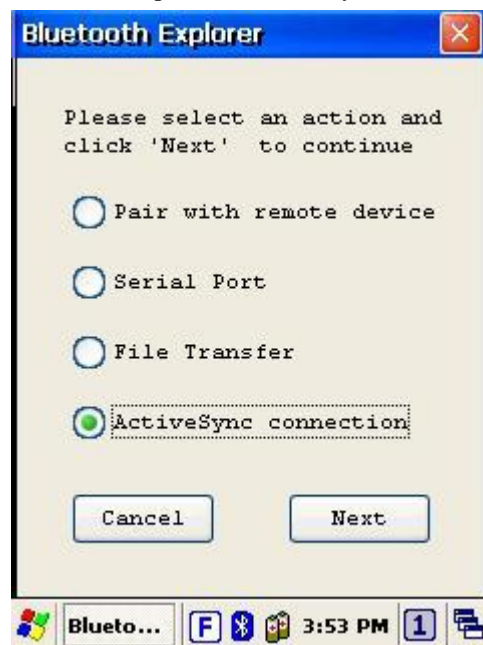 Bluetooth Explorer
Please select an action and
click 'Next' to continue
Pair with remote device
Serial Port
File Transfer
ActiveSync connection
Cancel Next
Blueto... F 3:53 PM 1